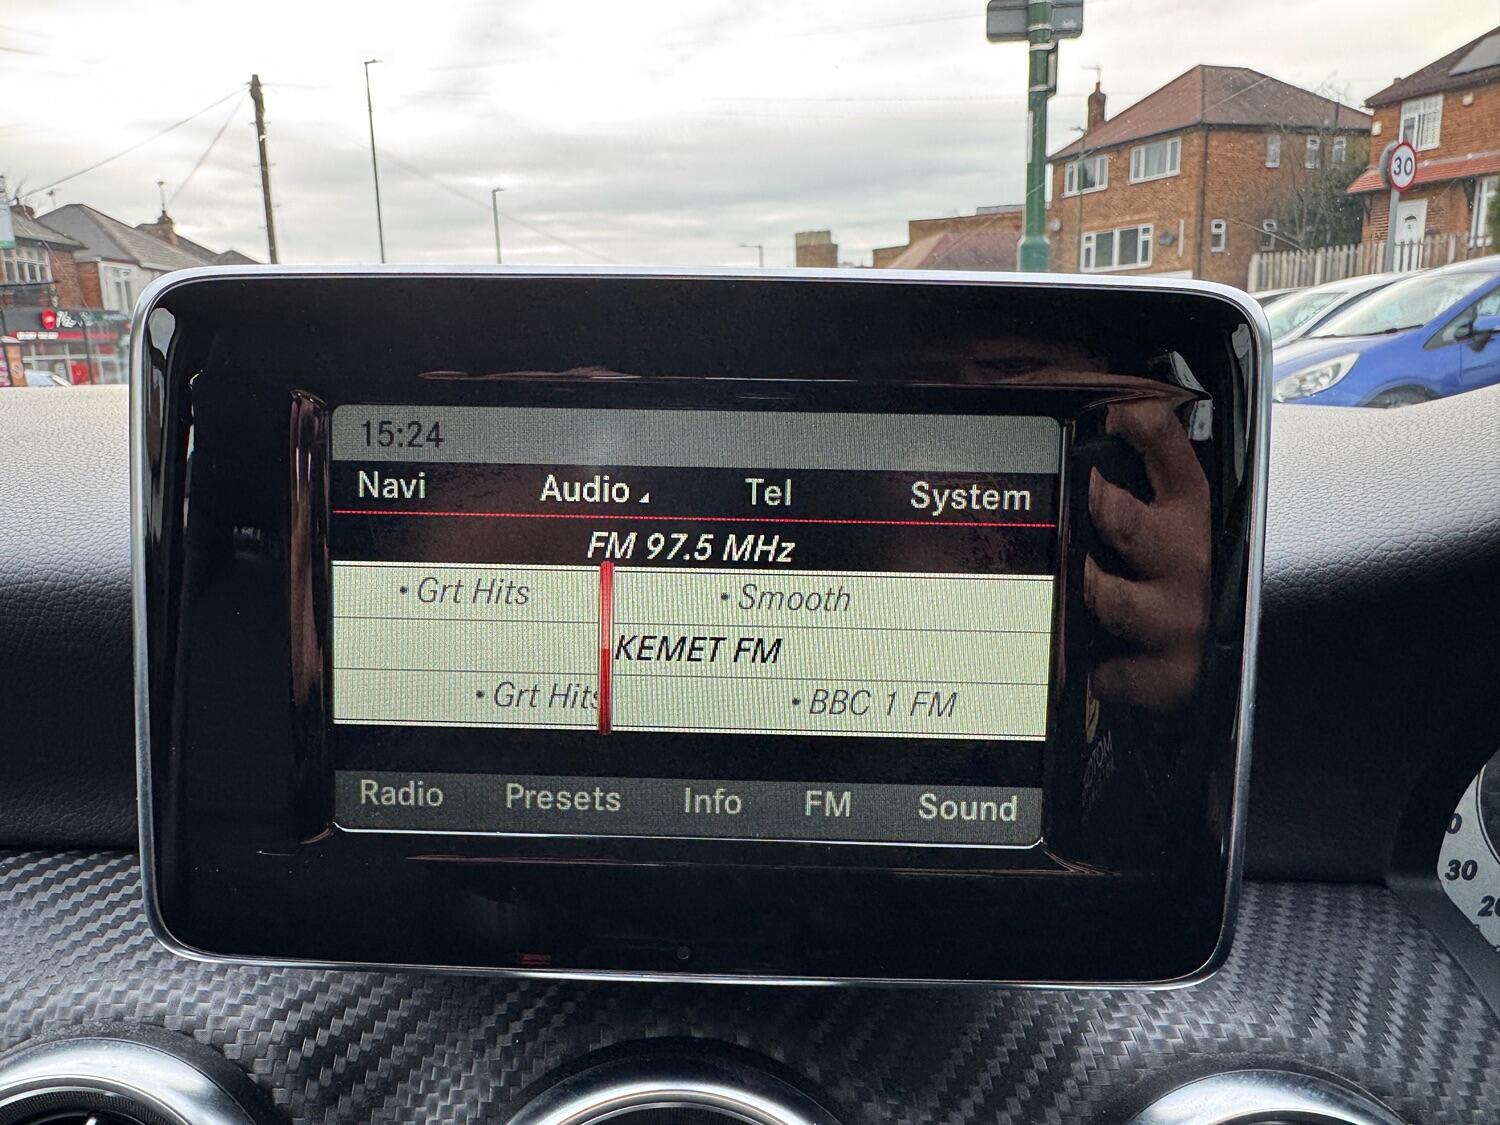 30
15:24
Navi Audio Tel System
FM 97.5 MHz
• Grt Hits • Smooth
KEMET FM
• Grt Hits • BBC 1 FM
Radio Presets Info FM Sound
30